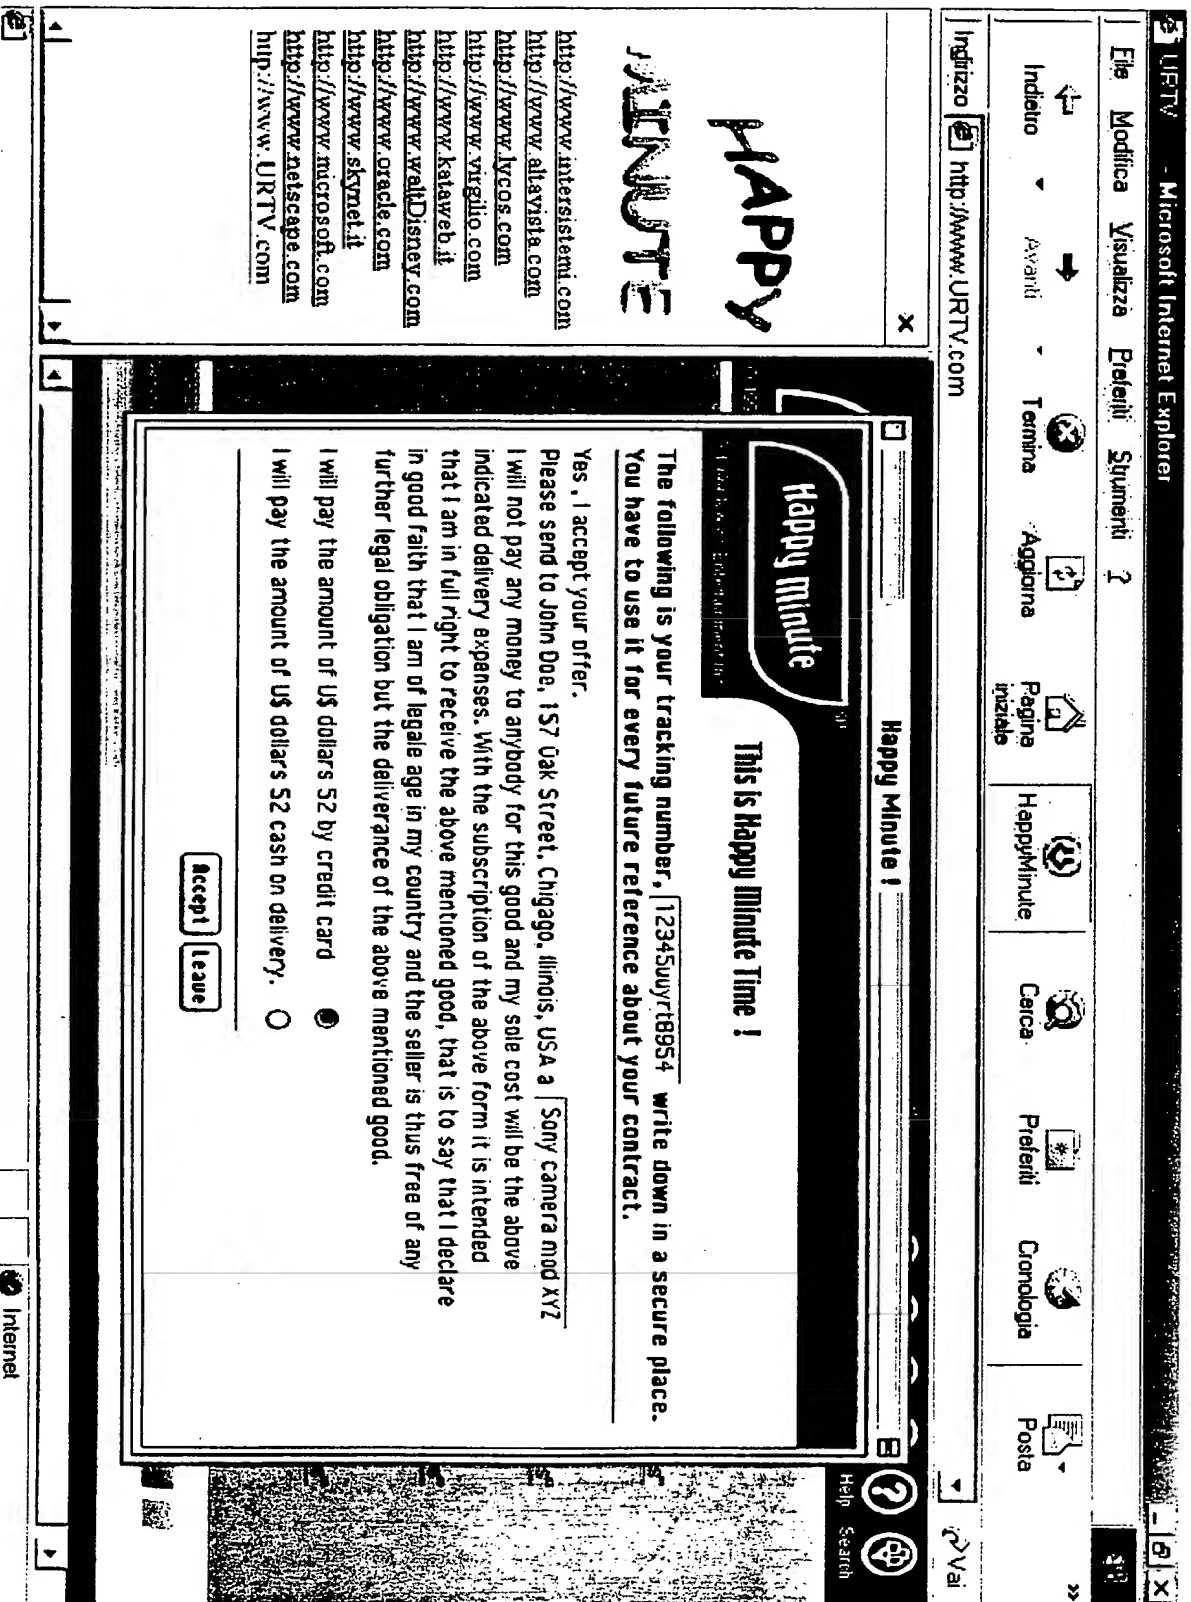 URTV - Microsoft Internet Explorer
File Modifica Visualizza Preferiti Strumenti ?
Indietro Avanti Termina Aggiorna Pagina iniziale HappyMinute Cerca Preferiti Cronologia Posta »
Indirizzo http://www.URTV.com Vai
HAPPY
MINUTE
http://www.intersistemi.com
http://www.altavista.com
http://www.lycos.com
http://www.virgilio.com
http://www.kataweb.it
http://www.waltDisney.com
http://www.oracle.com
http://www.skynet.it
http://www.microsoft.com
http://www.netscape.com
http://www.URTV.com
Help Search
Happy Minute !
Happy minute
This is Happy Minute Time !
The following is your tracking number, 12345uuyrt8954 write down in a secure place.
You have to use it for every future reference about your contract.
Yes , I accept your offer.
Please send to John Doe, 157 Oak Street, Chigago, Illinois, USA a Sony camera mod XYZ
I will not pay any money to anybody for this good and my sole cost will be the above
indicated delivery expenses. With the subscription of the above form it is intended
that I am in full right to receive the above mentioned good, that is to say that I declare
in good faith that I am of legale age in my country and the seller is thus free of any
further legal obligation but the deliverance of the above mentioned good.
I will pay the amount of U$ dollars 52 by credit card
I will pay the amount of U$ dollars 52 cash on delivery.
Accept Leave
Internet